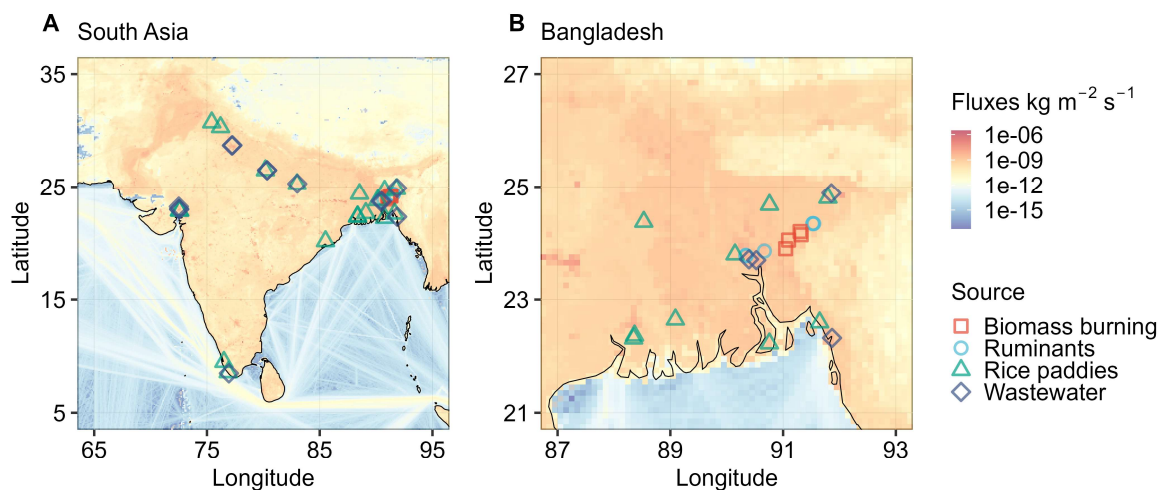 A South Asia
35
25
15
5
Latitude
65 75 85 95
Longitude
B Bangladesh
27
25
23
21
Latitude
87 89 91 93
Longitude
Fluxes kg m⁻² s⁻¹
1e-06
1e-09
1e-12
1e-15
Source
Biomass burning
Ruminants
Rice paddies
Wastewater